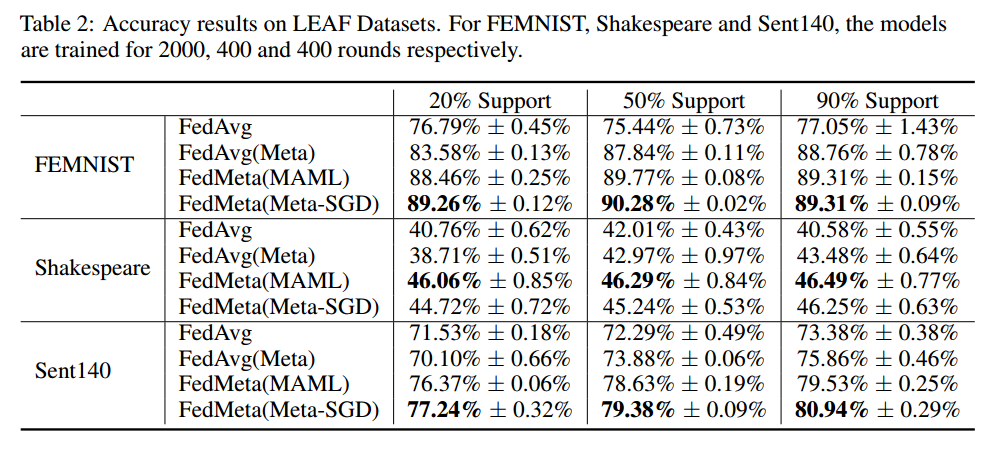 Table 2: Accuracy results on LEAF Datasets. For FEMNIST, Shakespeare and Sent140, the models
are trained for 2000, 400 and 400 rounds respectively.
20% Support 50% Support 90% Support
FEMNIST
FedAvg 76.79% ± 0.45% 75.44% ± 0.73% 77.05% ± 1.43%
FedAvg(Meta) 83.58% ± 0.13% 87.84% ± 0.11% 88.76% ± 0.78%
FedMeta(MAML) 88.46% ± 0.25% 89.77% ± 0.08% 89.31% ± 0.15%
FedMeta(Meta-SGD) 89.26% ± 0.12% 90.28% ± 0.02% 89.31% ± 0.09%
Shakespeare
FedAvg 40.76% ± 0.62% 42.01% ± 0.43% 40.58% ± 0.55%
FedAvg(Meta) 38.71% ± 0.51% 42.97% ± 0.97% 43.48% ± 0.64%
FedMeta(MAML) 46.06% ± 0.85% 46.29% ± 0.84% 46.49% ± 0.77%
FedMeta(Meta-SGD) 44.72% ± 0.72% 45.24% ± 0.53% 46.25% ± 0.63%
Sent140
FedAvg 71.53% ± 0.18% 72.29% ± 0.49% 73.38% ± 0.38%
FedAvg(Meta) 70.10% ± 0.66% 73.88% ± 0.06% 75.86% ± 0.46%
FedMeta(MAML) 76.37% ± 0.06% 78.63% ± 0.19% 79.53% ± 0.25%
FedMeta(Meta-SGD) 77.24% ± 0.32% 79.38% ± 0.09% 80.94% ± 0.29%